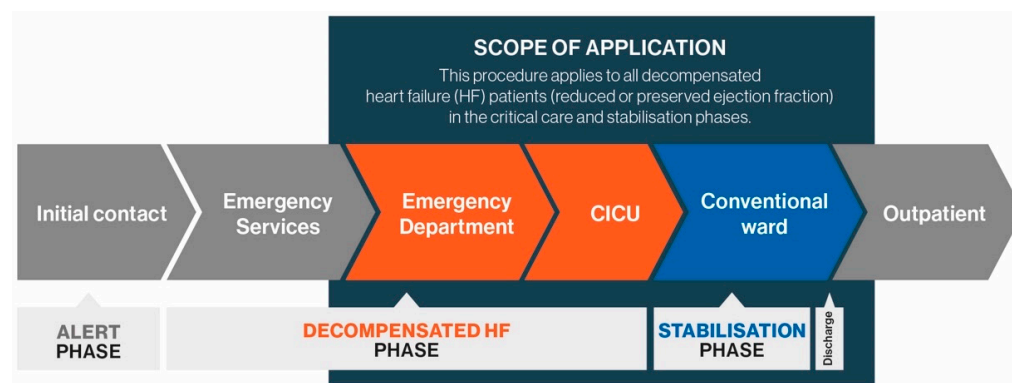 SCOPE OF APPLICATION
This procedure applies to all decompensated
heart failure (HF) patients (reduced or preserved ejection fraction)
in the critical care and stabilisation phases.
Initial contact
Emergency
Services
Emergency
Department
CICU
Conventional
ward
Outpatient
ALERT
PHASE
DECOMPENSATED HF
PHASE
STABILISATION
PHASE
Discharge